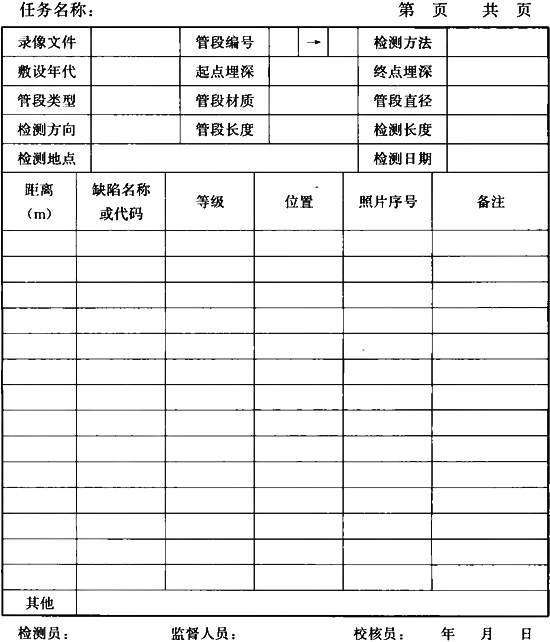 任务名称： 第 页 共 页
录像文件 管段编号 → 检测方法
敷设年代 起点埋深 终点埋深
管段类型 管段材质 管段直径
检测方向 管段长度 检测长度
检测地点 检测日期
距离 缺陷名称 等级 位置 照片序号 备注
（m） 或代码
其他
检测员： 监督人员： 校核员： 年 月 日